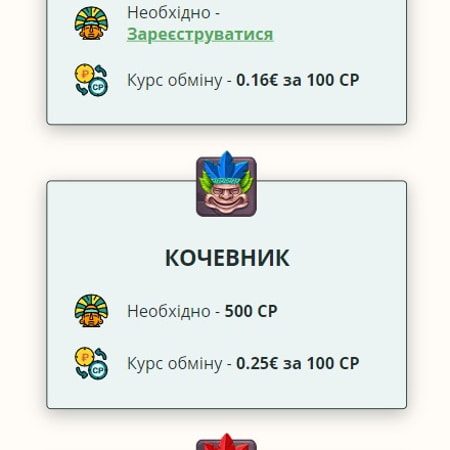 Необхідно -
Зареєструватися
Курс обміну - 0.16€ за 100 CP
КОЧЕВНИК
Необхідно - 500 CP
Курс обміну - 0.25€ за 100 CP